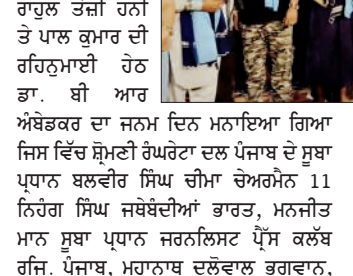 ਰਾਹੁਲ ਤੇਜੀ ਹਨੀ
ਤੇ ਪਾਲ ਕੁਮਾਰ ਦੀ
ਰਹਿਨੁਮਾਈ ਹੇਠ
ਡਾ. ਬੀ ਆਰ
ਅੰਬੇਡਕਰ ਦਾ ਜਨਮ ਦਿਨ ਮਨਾਇਆ ਗਿਆ
ਜਿਸ ਵਿੱਚ ਸ਼੍ਰੋਮਣੀ ਰੰਘਰੇਟਾ ਦਲ ਪੰਜਾਬ ਦੇ ਸੂਬਾ
ਪ੍ਰਧਾਨ ਬਲਵੀਰ ਸਿੰਘ ਚੀਮਾ ਚੇਅਰਮੈਨ 11
ਨਿਹੰਗ ਸਿੰਘ ਜਥੇਬੰਦੀਆਂ ਭਾਰਤ, ਮਨਜੀਤ
ਮਾਨ ਸੂਬਾ ਪ੍ਰਧਾਨ ਜਰਨਲਿਸਟ ਪ੍ਰੈੱਸ ਕਲੱਬ
ਰਜਿ. ਪੰਜਾਬ, ਮਹਾਨਾਥ ਦਲੋਵਾਲ ਭਗਵਾਨ,